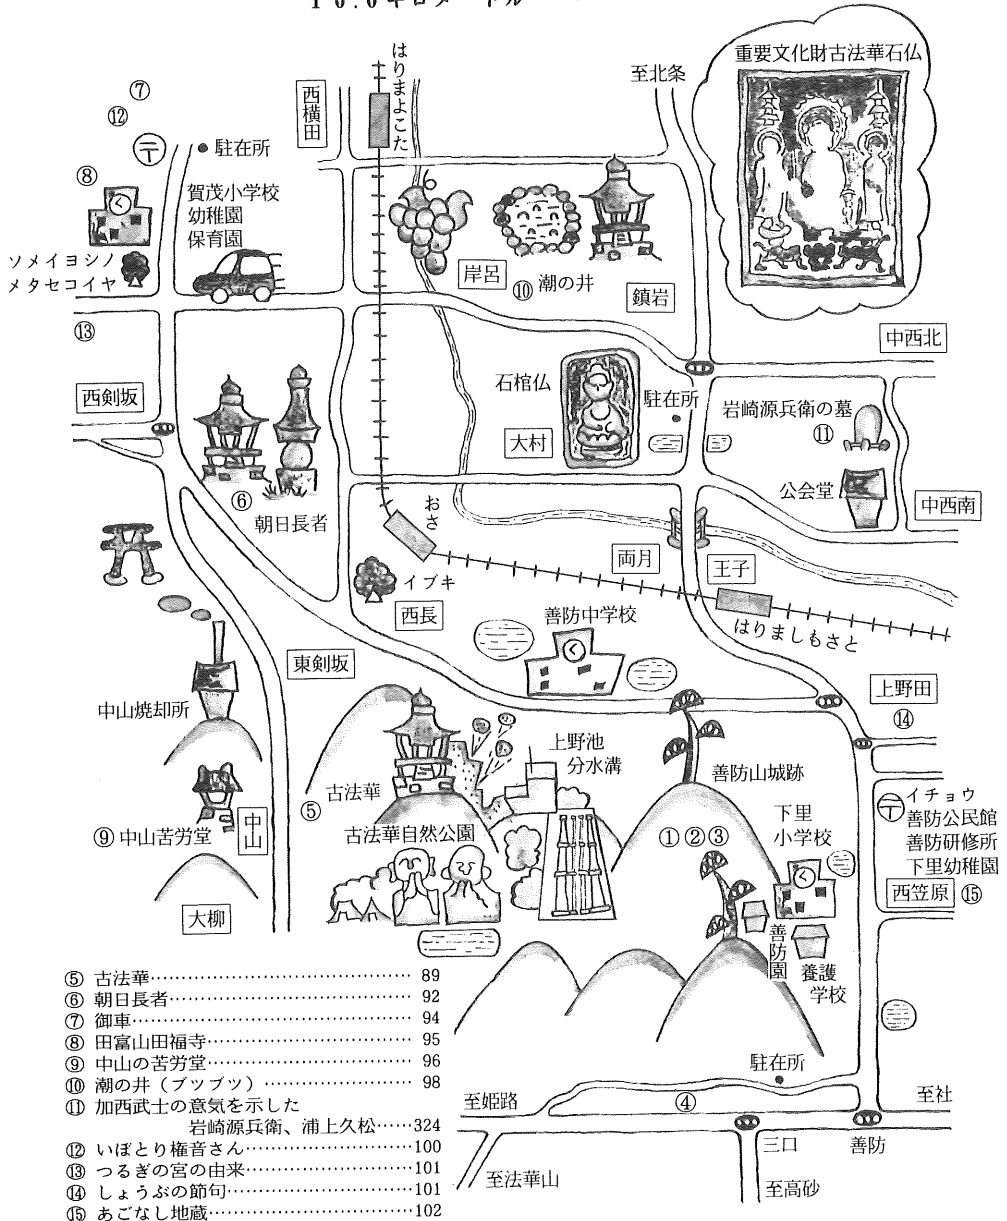 重要文化財古法華石仏
はりまよこた
至北条
西横田
⑦
⑫
駐在所
⑧
賀茂小学校
幼稚園
保育園
ソメイヨシノ
メタセコイヤ
岸呂
⑩ 潮の井
鎮岩
⑬
中西北
西剣坂
石棺仏
駐在所
岩崎源兵衛の墓
⑪
大村
公会堂
⑥
朝日長者
中西南
おさ
両月
王子
イブキ
西長
善防中学校
はりましもさと
東剣坂
上野田
⑭
中山焼却所
上野池
分水溝
善防山城跡
⑤ 古法華
古法華自然公園
下里
小学校
イチョウ
善防公民館
善防研修所
下里幼稚園
西笠原 ⑮
⑨ 中山苦労堂
中山
① ② ③
大柳
善防園
養護
学校
⑤ 古法華 89
⑥ 朝日長者 92
⑦ 御車 94
⑧ 田富山田福寺 95
⑨ 中山の苦労堂 96
⑩ 潮の井（ブツブツ） 98
⑪ 加西武士の意気を示した
岩崎源兵衛、浦上久松 324
⑫ いぼとり権音さん 100
⑬ つるぎの宮の由来 101
⑭ しょうぶの節句 101
⑮ あごなし地蔵 102
駐在所
至姫路
④
至社
三口
善防
至法華山
至高砂